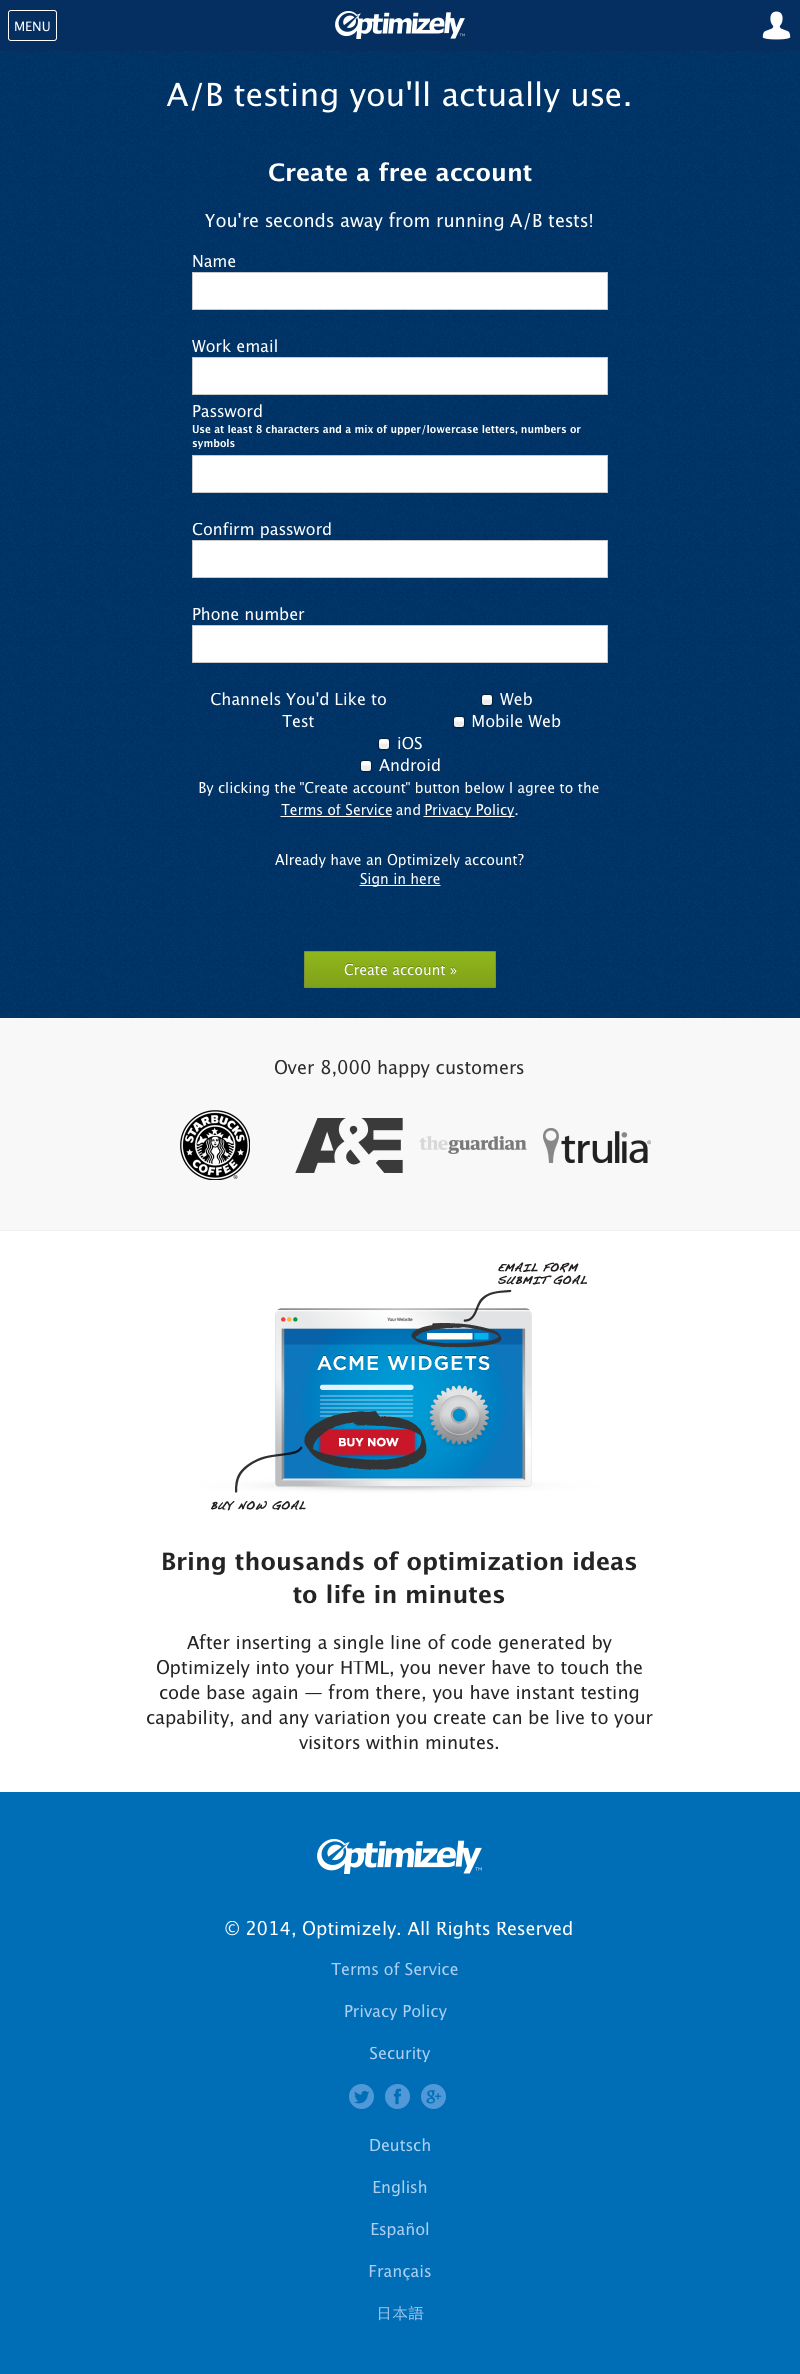 MENU
Optimizely™
A/B testing you'll actually use.
Create a free account
You're seconds away from running A/B tests!
Name
Work email
Password
Use at least 8 characters and a mix of upper/lowercase letters, numbers or
symbols
Confirm password
Phone number
Channels You'd Like to
Test
Web
Mobile Web
iOS
Android
By clicking the "Create account" button below I agree to the
Terms of Service and Privacy Policy.
Already have an Optimizely account?
Sign in here
Create account »
Over 8,000 happy customers
STARBUCKS
COFFEE
A&E
theguardian
trulia
EMAIL FORM
SUBMIT GOAL
Your Website
ACME WIDGETS
BUY NOW
BUY NOW GOAL
Bring thousands of optimization ideas
to life in minutes
After inserting a single line of code generated by
Optimizely into your HTML, you never have to touch the
code base again — from there, you have instant testing
capability, and any variation you create can be live to your
visitors within minutes.
Optimizely™
© 2014, Optimizely. All Rights Reserved
Terms of Service
Privacy Policy
Security
Deutsch
English
Español
Français
日本語